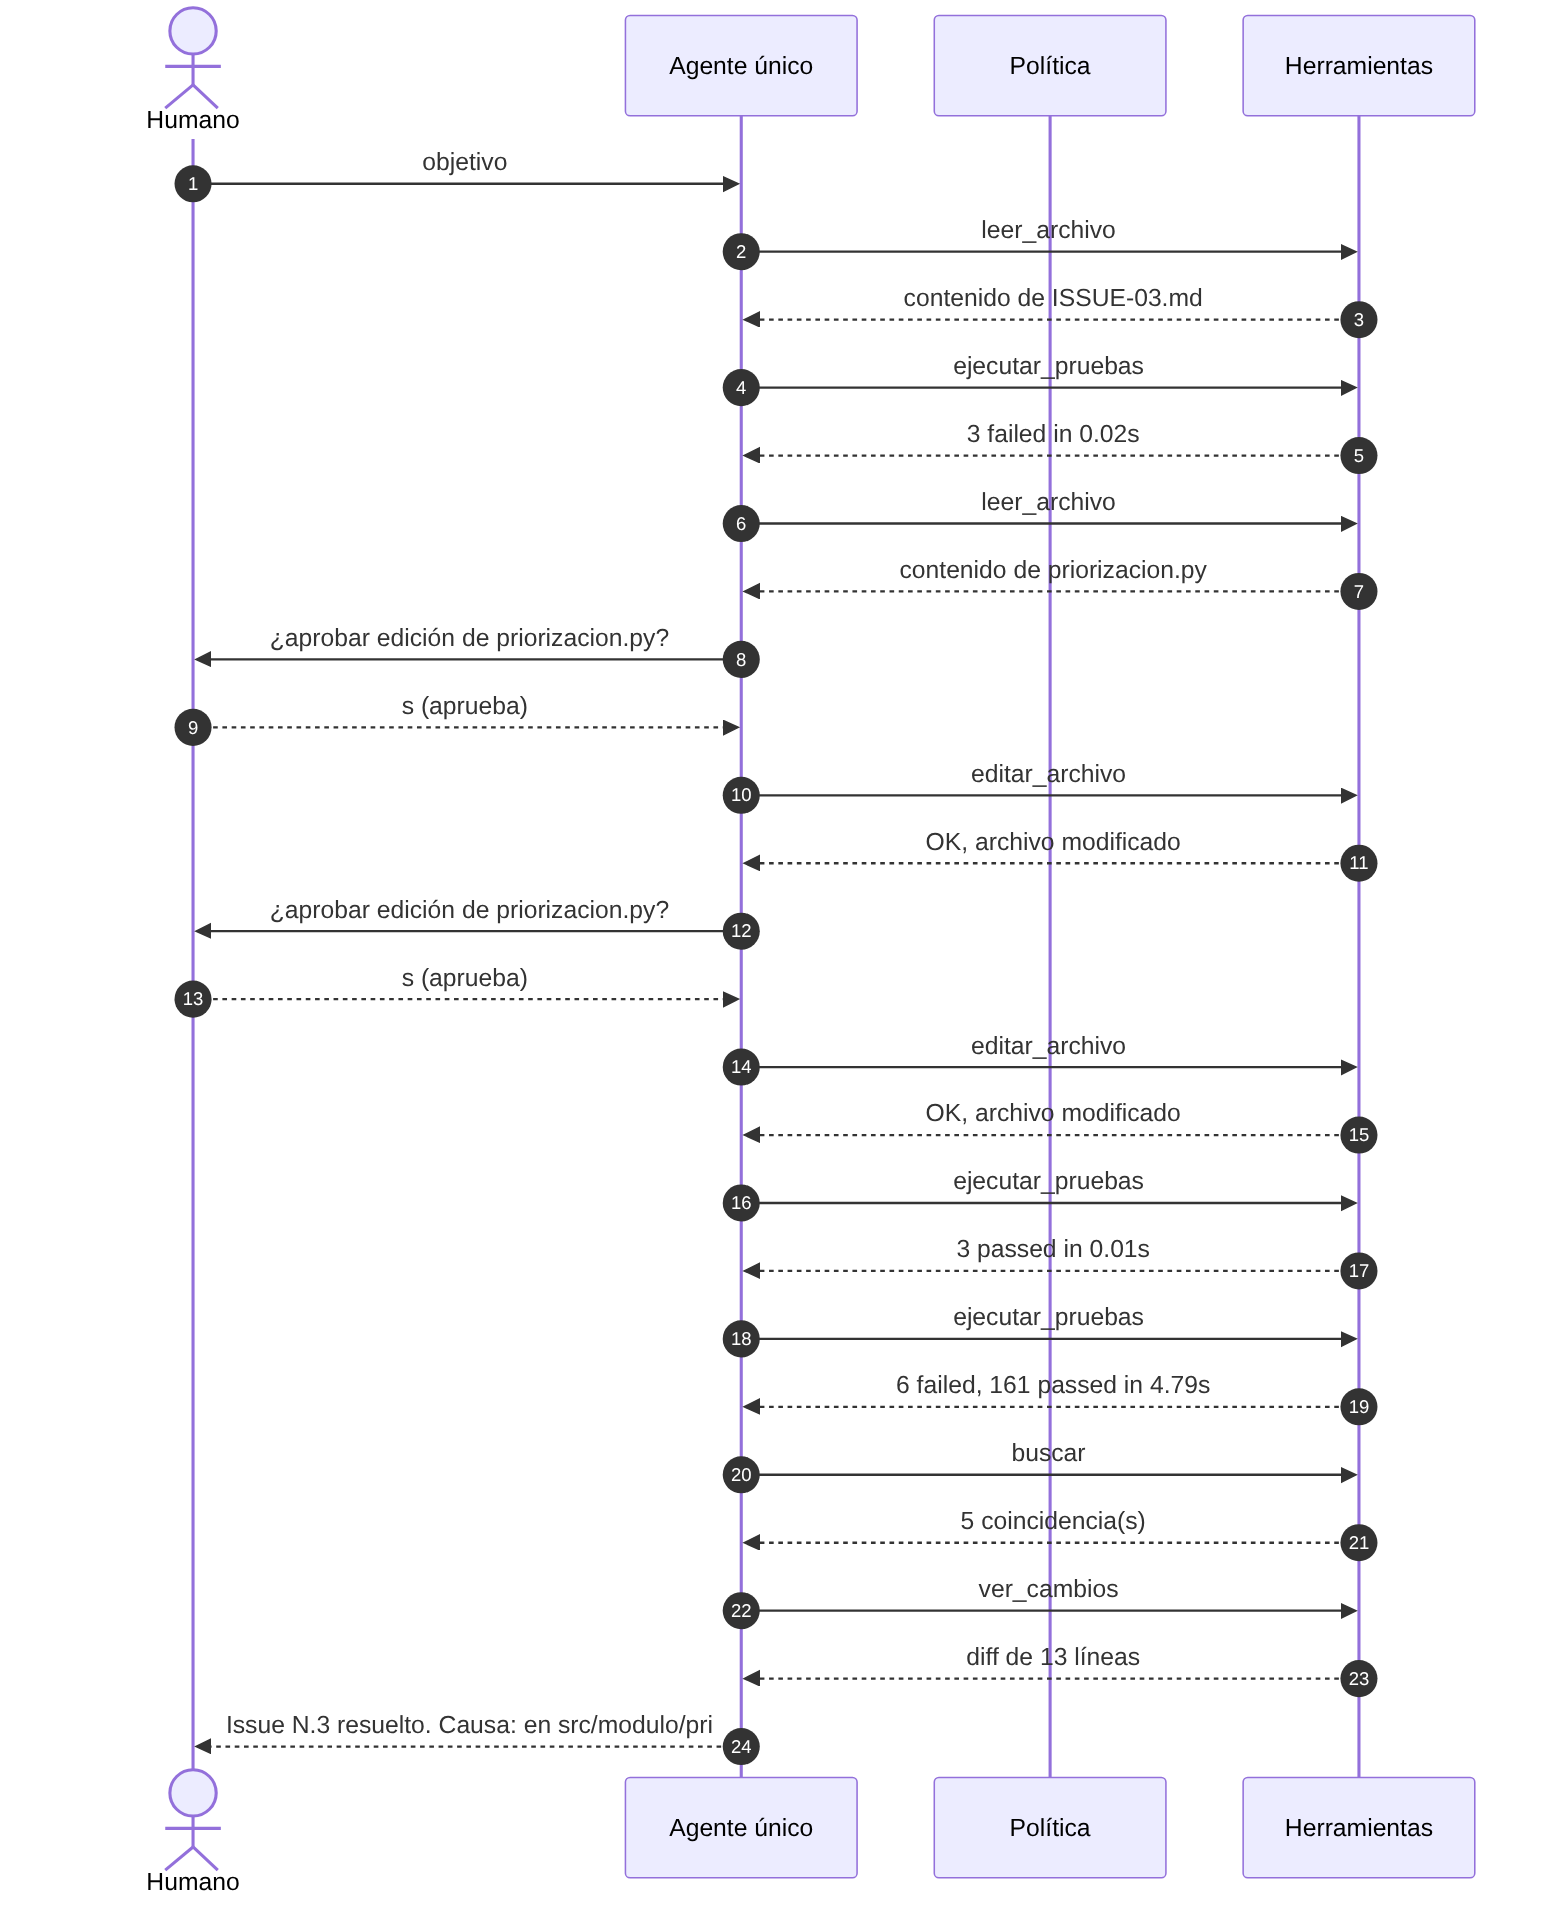 Humano
Agente único
Política
Herramientas
objetivo
1
leer_archivo
2
contenido de ISSUE-03.md
3
ejecutar_pruebas
4
3 failed in 0.02s
5
leer_archivo
6
contenido de priorizacion.py
7
¿aprobar edición de priorizacion.py?
8
s (aprueba)
9
editar_archivo
10
OK, archivo modificado
11
¿aprobar edición de priorizacion.py?
12
s (aprueba)
13
editar_archivo
14
OK, archivo modificado
15
ejecutar_pruebas
16
3 passed in 0.01s
17
ejecutar_pruebas
18
6 failed, 161 passed in 4.79s
19
buscar
20
5 coincidencia(s)
21
ver_cambios
22
diff de 13 líneas
23
Issue N.3 resuelto. Causa: en src/modulo/pri
24
Humano
Agente único
Política
Herramientas